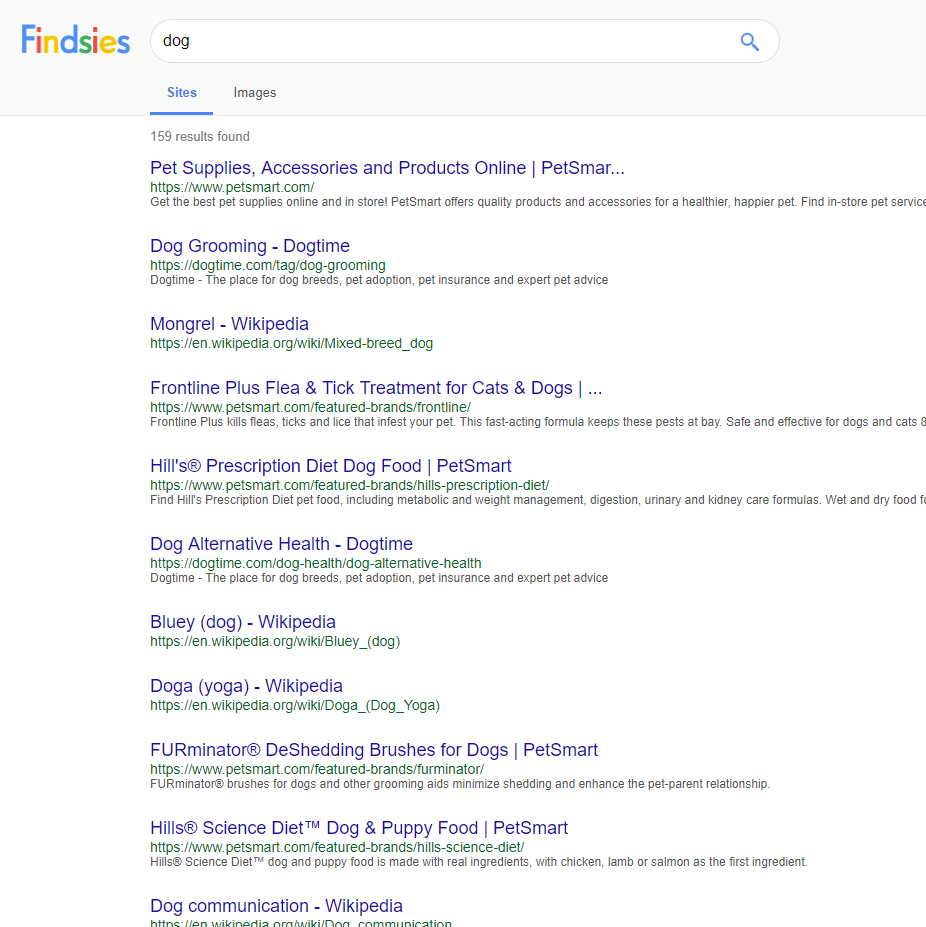 Findsies
dog
Sites Images
159 results found
Pet Supplies, Accessories and Products Online | PetSmar...
https://www.petsmart.com/
Get the best pet supplies online and in store! PetSmart offers quality products and accessories for a healthier, happier pet. Find in-store pet service
Dog Grooming - Dogtime
https://dogtime.com/tag/dog-grooming
Dogtime - The place for dog breeds, pet adoption, pet insurance and expert pet advice
Mongrel - Wikipedia
https://en.wikipedia.org/wiki/Mixed-breed_dog
Frontline Plus Flea & Tick Treatment for Cats & Dogs | ...
https://www.petsmart.com/featured-brands/frontline/
Frontline Plus kills fleas, ticks and lice that infest your pet. This fast-acting formula keeps these pests at bay. Safe and effective for dogs and cats 8
Hill's® Prescription Diet Dog Food | PetSmart
https://www.petsmart.com/featured-brands/hills-prescription-diet/
Find Hill's Prescription Diet pet food, including metabolic and weight management, digestion, urinary and kidney care formulas. Wet and dry food f
Dog Alternative Health - Dogtime
https://dogtime.com/dog-health/dog-alternative-health
Dogtime - The place for dog breeds, pet adoption, pet insurance and expert pet advice
Bluey (dog) - Wikipedia
https://en.wikipedia.org/wiki/Bluey_(dog)
Doga (yoga) - Wikipedia
https://en.wikipedia.org/wiki/Doga_(Dog_Yoga)
FURminator® DeShedding Brushes for Dogs | PetSmart
https://www.petsmart.com/featured-brands/furminator/
FURminator® brushes for dogs and other grooming aids minimize shedding and enhance the pet-parent relationship.
Hills® Science Diet™ Dog & Puppy Food | PetSmart
https://www.petsmart.com/featured-brands/hills-science-diet/
Hills® Science Diet™ dog and puppy food is made with real ingredients, with chicken, lamb or salmon as the first ingredient.
Dog communication - Wikipedia
https://en.wikipedia.org/wiki/Dog_communication